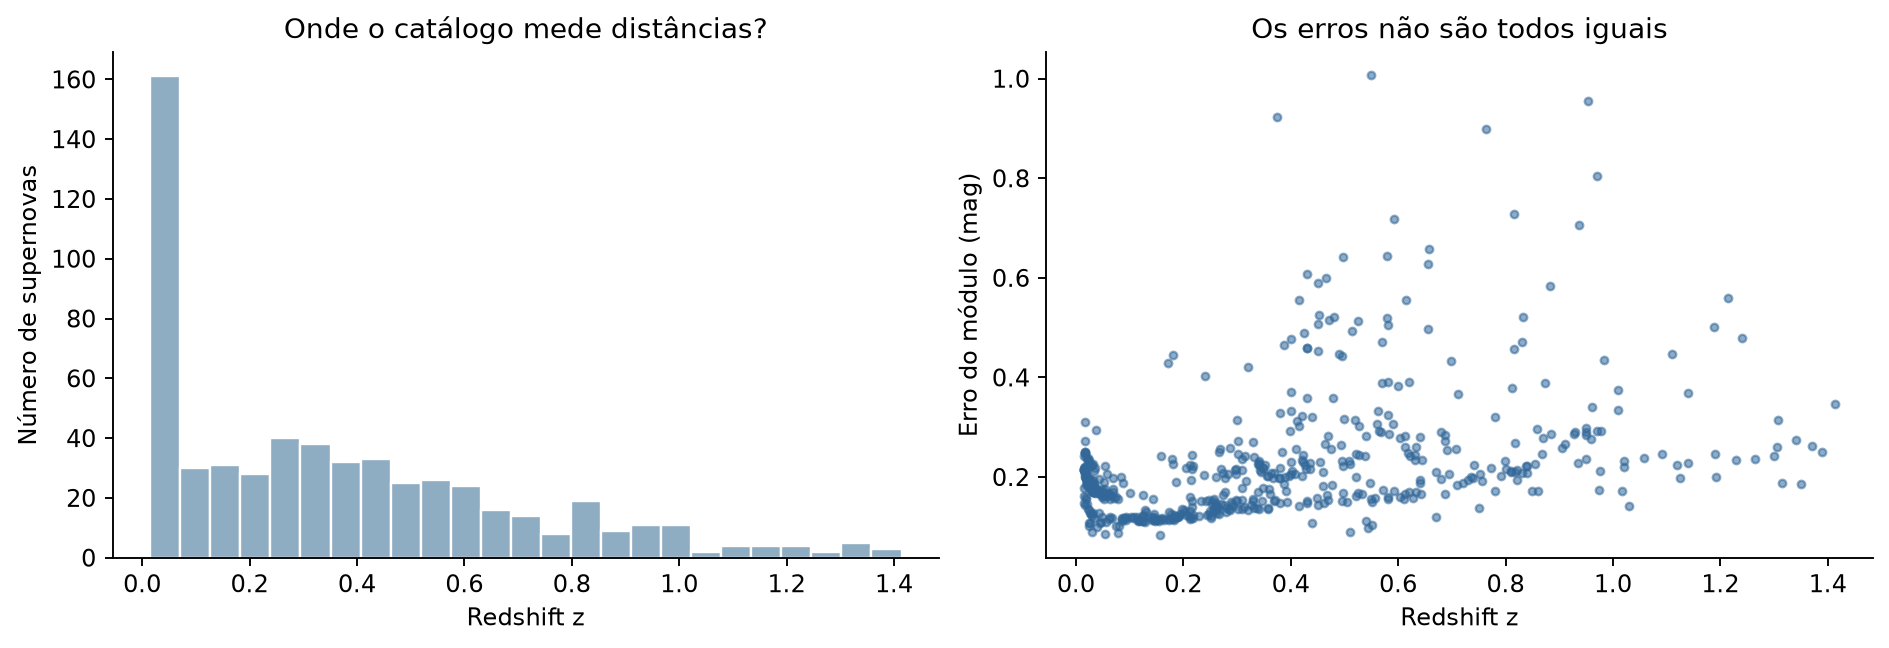 Onde o catálogo mede distâncias?
Número de supernovas
160
140
120
100
80
60
40
20
0
0.0 0.2 0.4 0.6 0.8 1.0 1.2 1.4
Redshift z
Os erros não são todos iguais
Erro do módulo (mag)
1.0
0.8
0.6
0.4
0.2
0.0 0.2 0.4 0.6 0.8 1.0 1.2 1.4
Redshift z